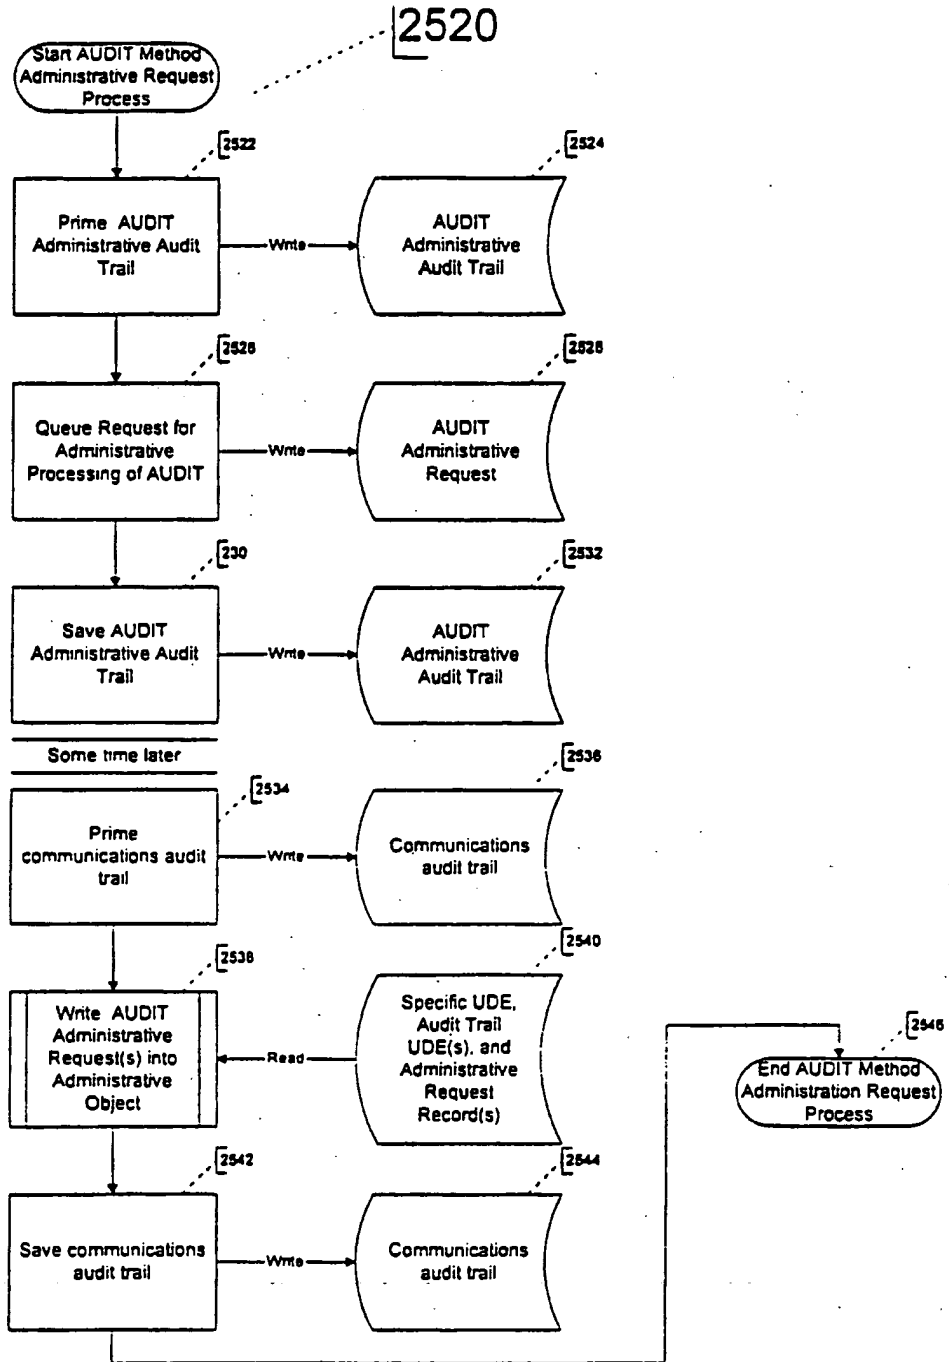 2520
Start AUDIT Method
Administrative Request
Process
2522
2524
Prime AUDIT
Administrative Audit
Trail
Write
AUDIT
Administrative
Audit Trail
2526
2528
Queue Request for
Administrative
Processing of AUDIT
Write
AUDIT
Administrative
Request
230
2532
Save AUDIT
Administrative Audit
Trail
Write
AUDIT
Administrative
Audit Trail
Some time later
2534
2536
Prime
communications audit
trail
Write
Communications
audit trail
2538
2540
Write AUDIT
Administrative
Request(s) into
Administrative
Object
Read
Specific UDE,
Audit Trail
UDE(s), and
Administrative
Request
Record(s)
2546
End AUDIT Method
Administration Request
Process
2542
2544
Save communications
audit trail
Write
Communications
audit trail